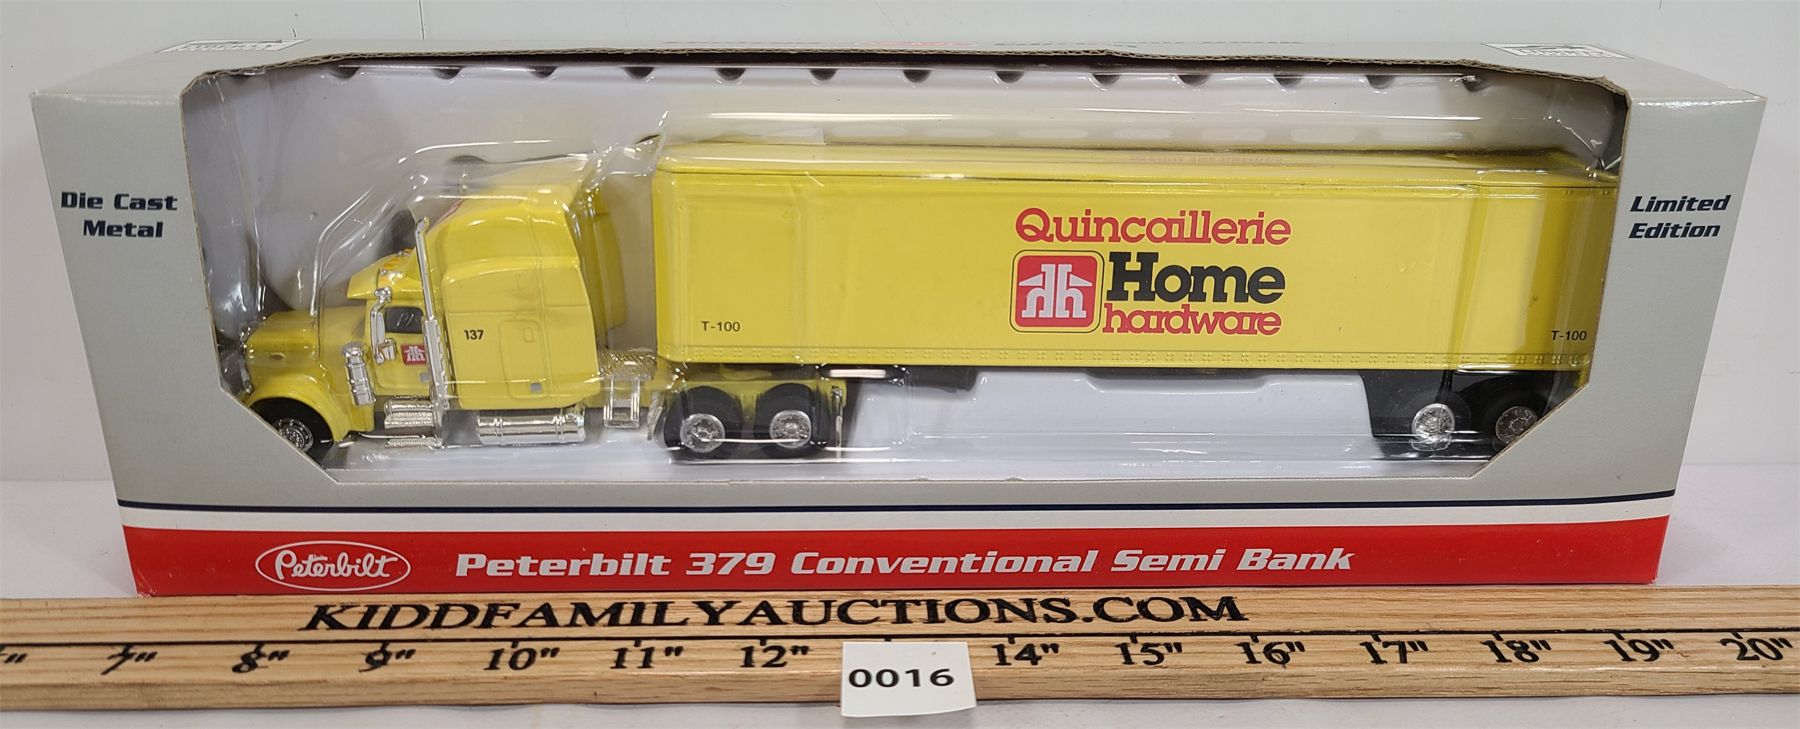 Die Cast
Metal
Limited
Edition
Quincaillerie
Home
hardware
T-100
T-100
137
Peterbilt
Peterbilt 379 Conventional Semi Bank
KIDDFAMILYAUCTIONS.COM
7" 8" 9" 10" 11" 12" 14" 15" 16" 17" 18" 19" 20"
0016